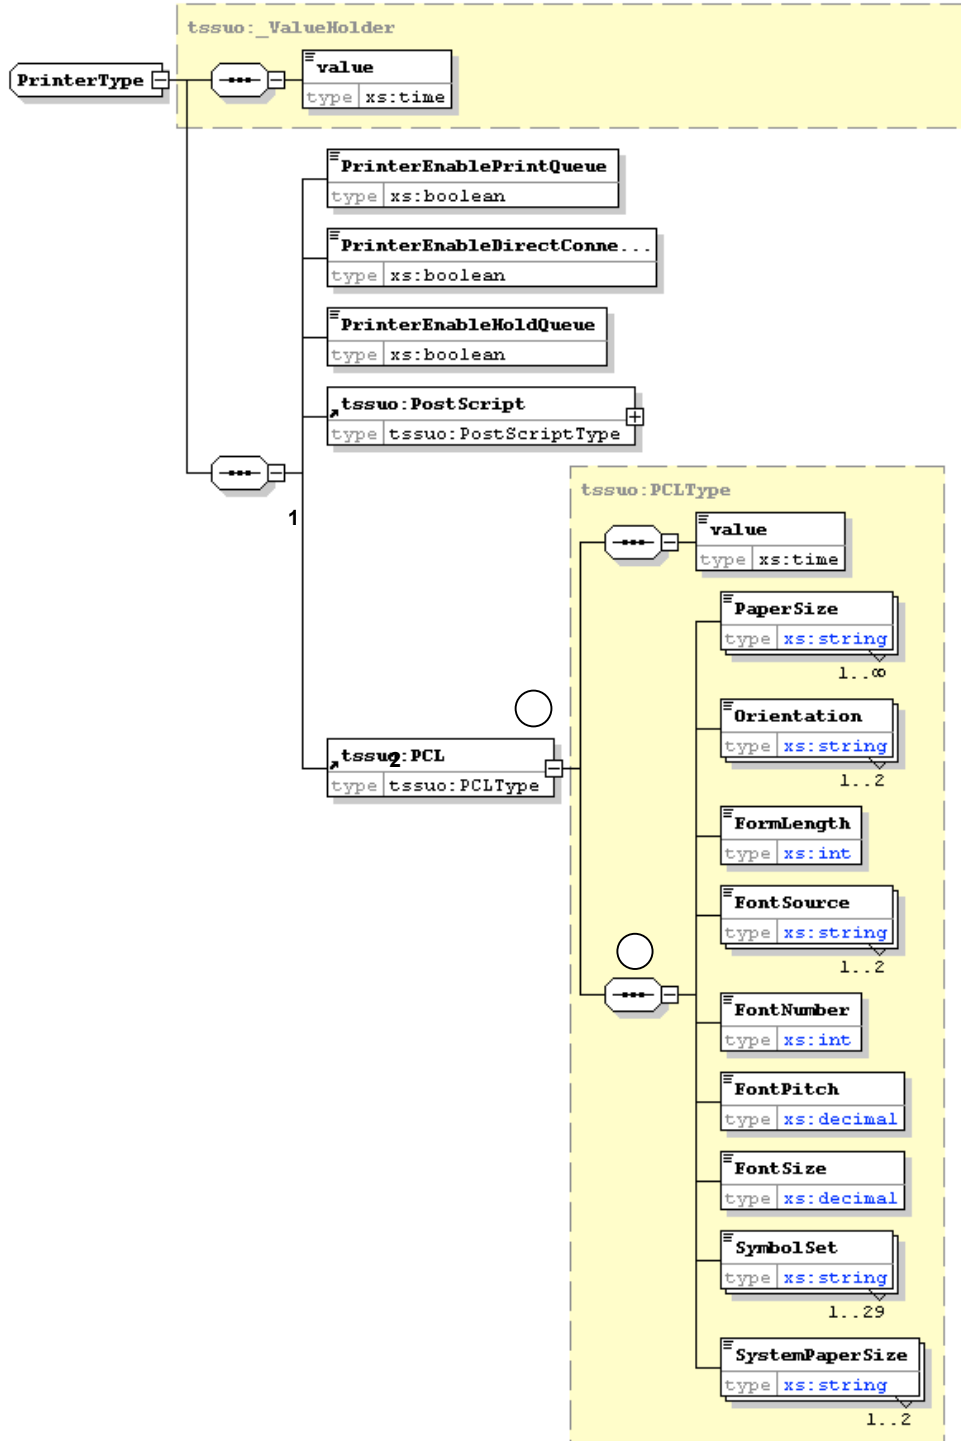 tssuo:_ValueHolder
PrinterType
value
type xs:time
PrinterEnablePrintQueue
type xs:boolean
PrinterEnableDirectConne...
type xs:boolean
PrinterEnableHoldQueue
type xs:boolean
tssuo:PostScript
type tssuo:PostScriptType
1
tssuo:PCLType
value
type xs:time
PaperSize
type xs:string
1..∞
Orientation
type xs:string
1..2
tssuo:PCL
2
type tssuo:PCLType
FormLength
type xs:int
FontSource
type xs:string
1..2
FontNumber
type xs:int
FontPitch
type xs:decimal
FontSize
type xs:decimal
SymbolSet
type xs:string
1..29
SystemPaperSize
type xs:string
1..2